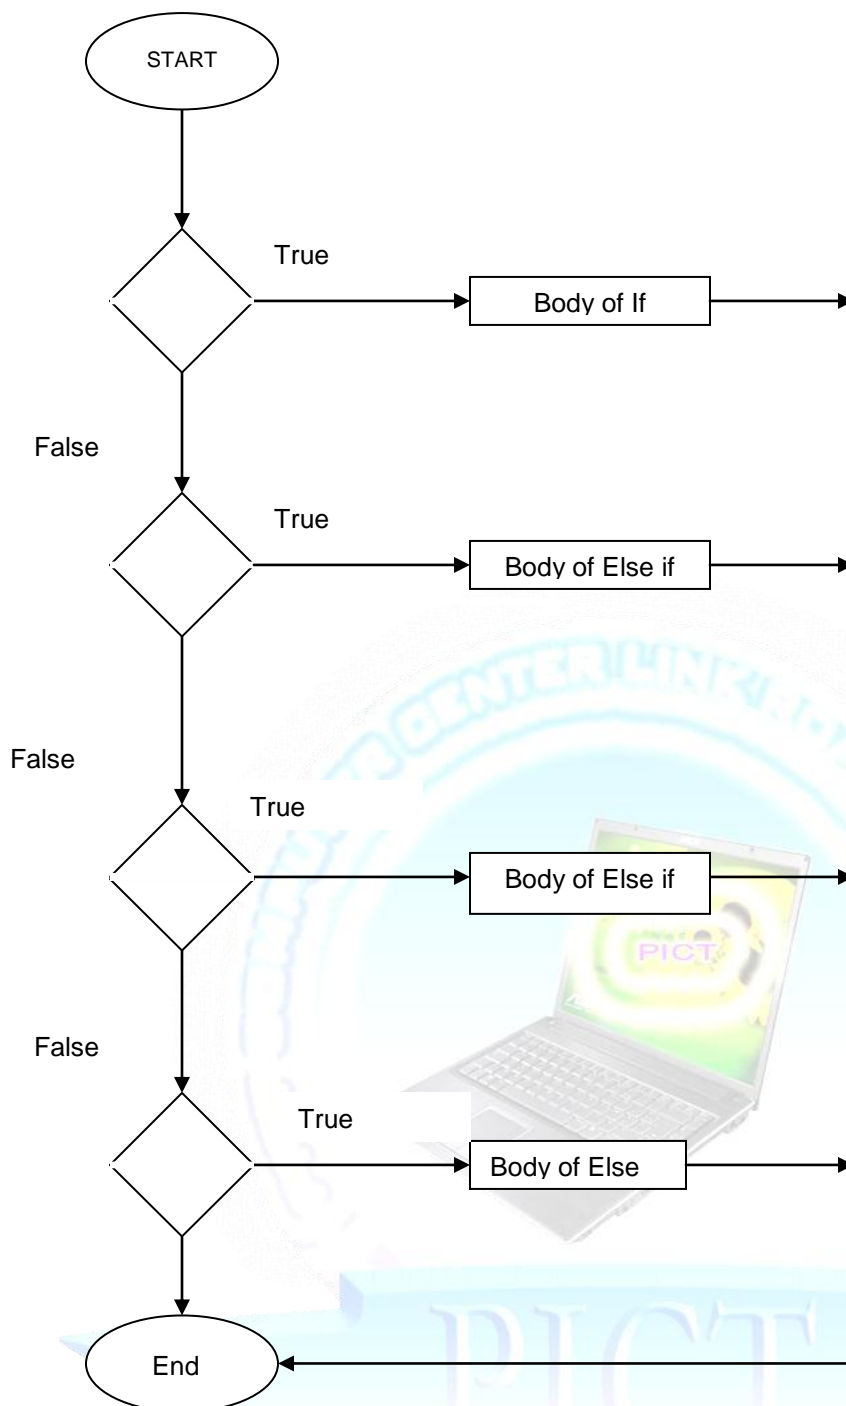 START
True
Body of If
False
True
Body of Else if
False
True
Body of Else if
PICT
False
True
Body of Else
PICT
End